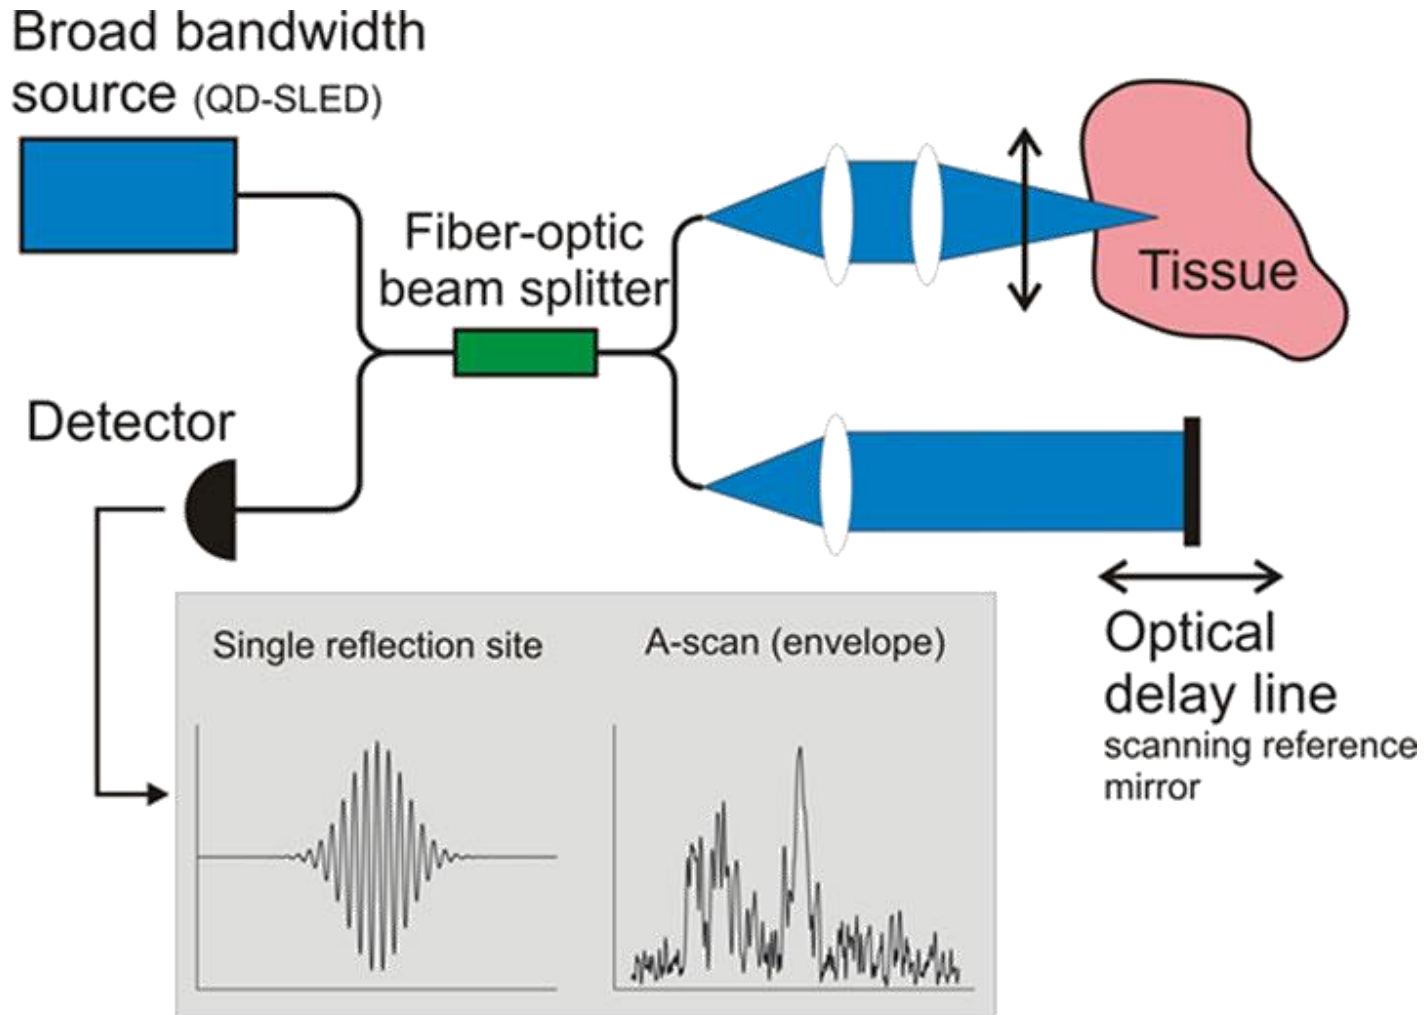 Broad bandwidth
source (QD-SLED)
Fiber-optic
beam splitter
Tissue
Detector
Optical
delay line
scanning reference
mirror
Single reflection site
A-scan (envelope)